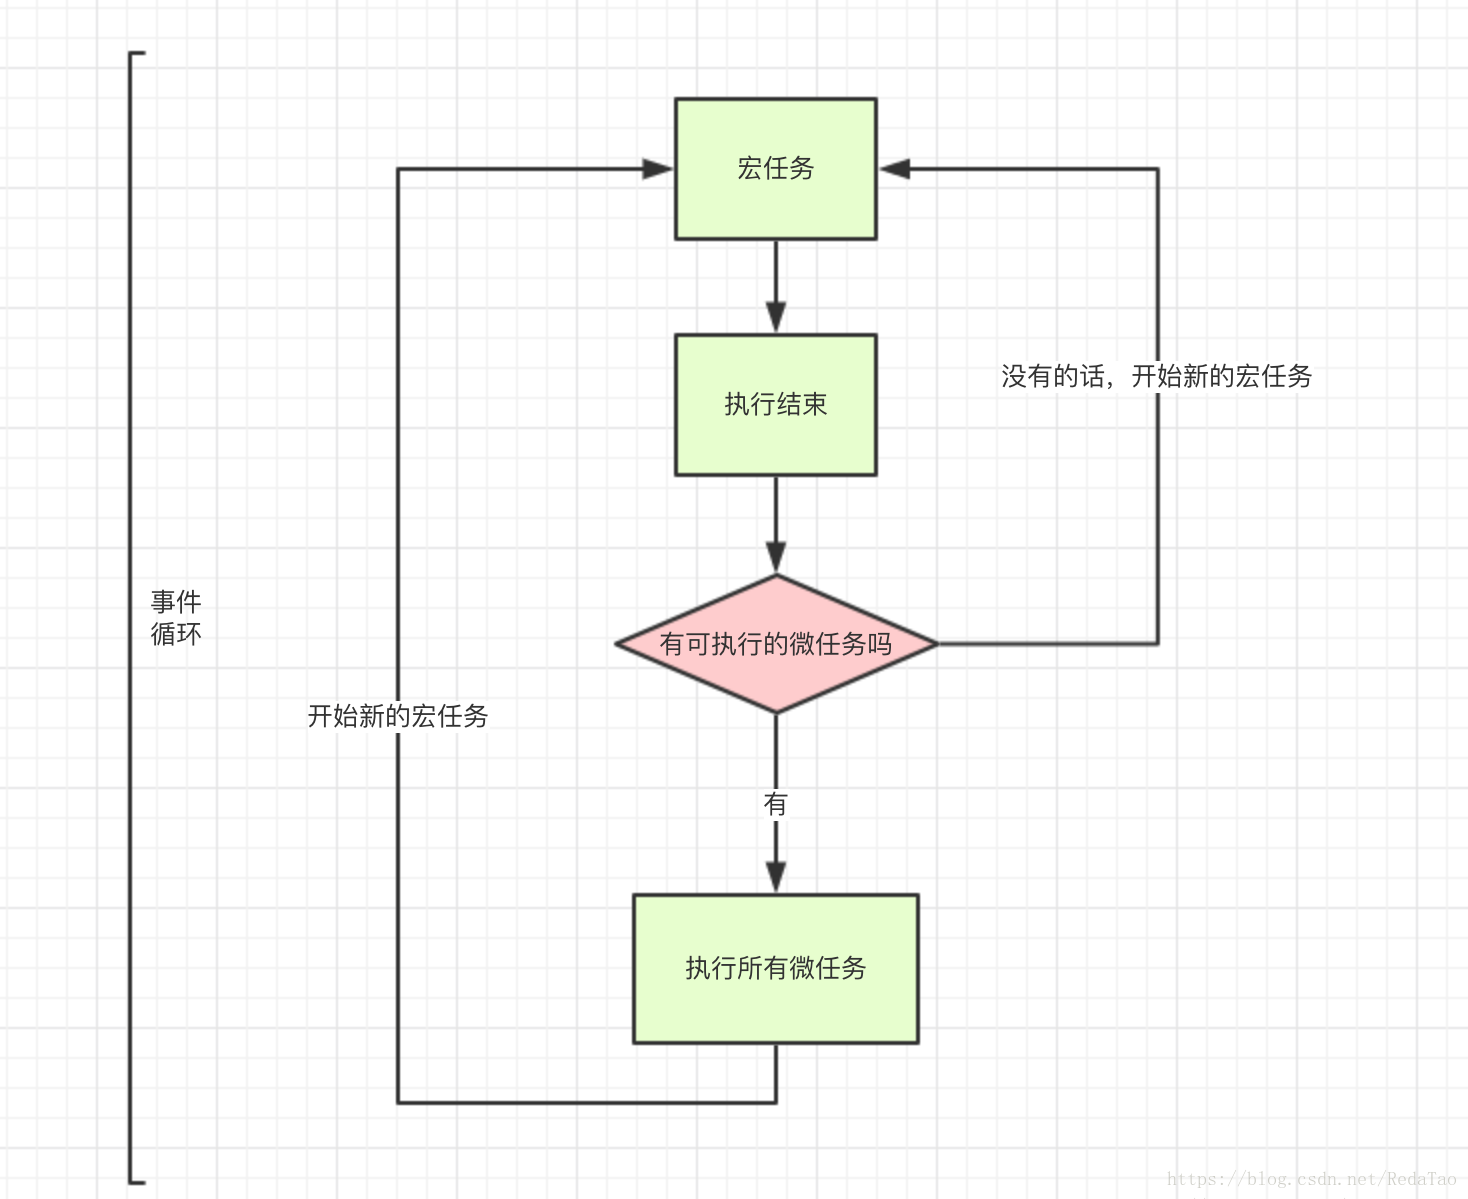 宏任务
执行结束
没有的话，开始新的宏任务
事件
循环
有可执行的微任务吗
开始新的宏任务
有
执行所有微任务
https://blog.csdn.net/RedaTao